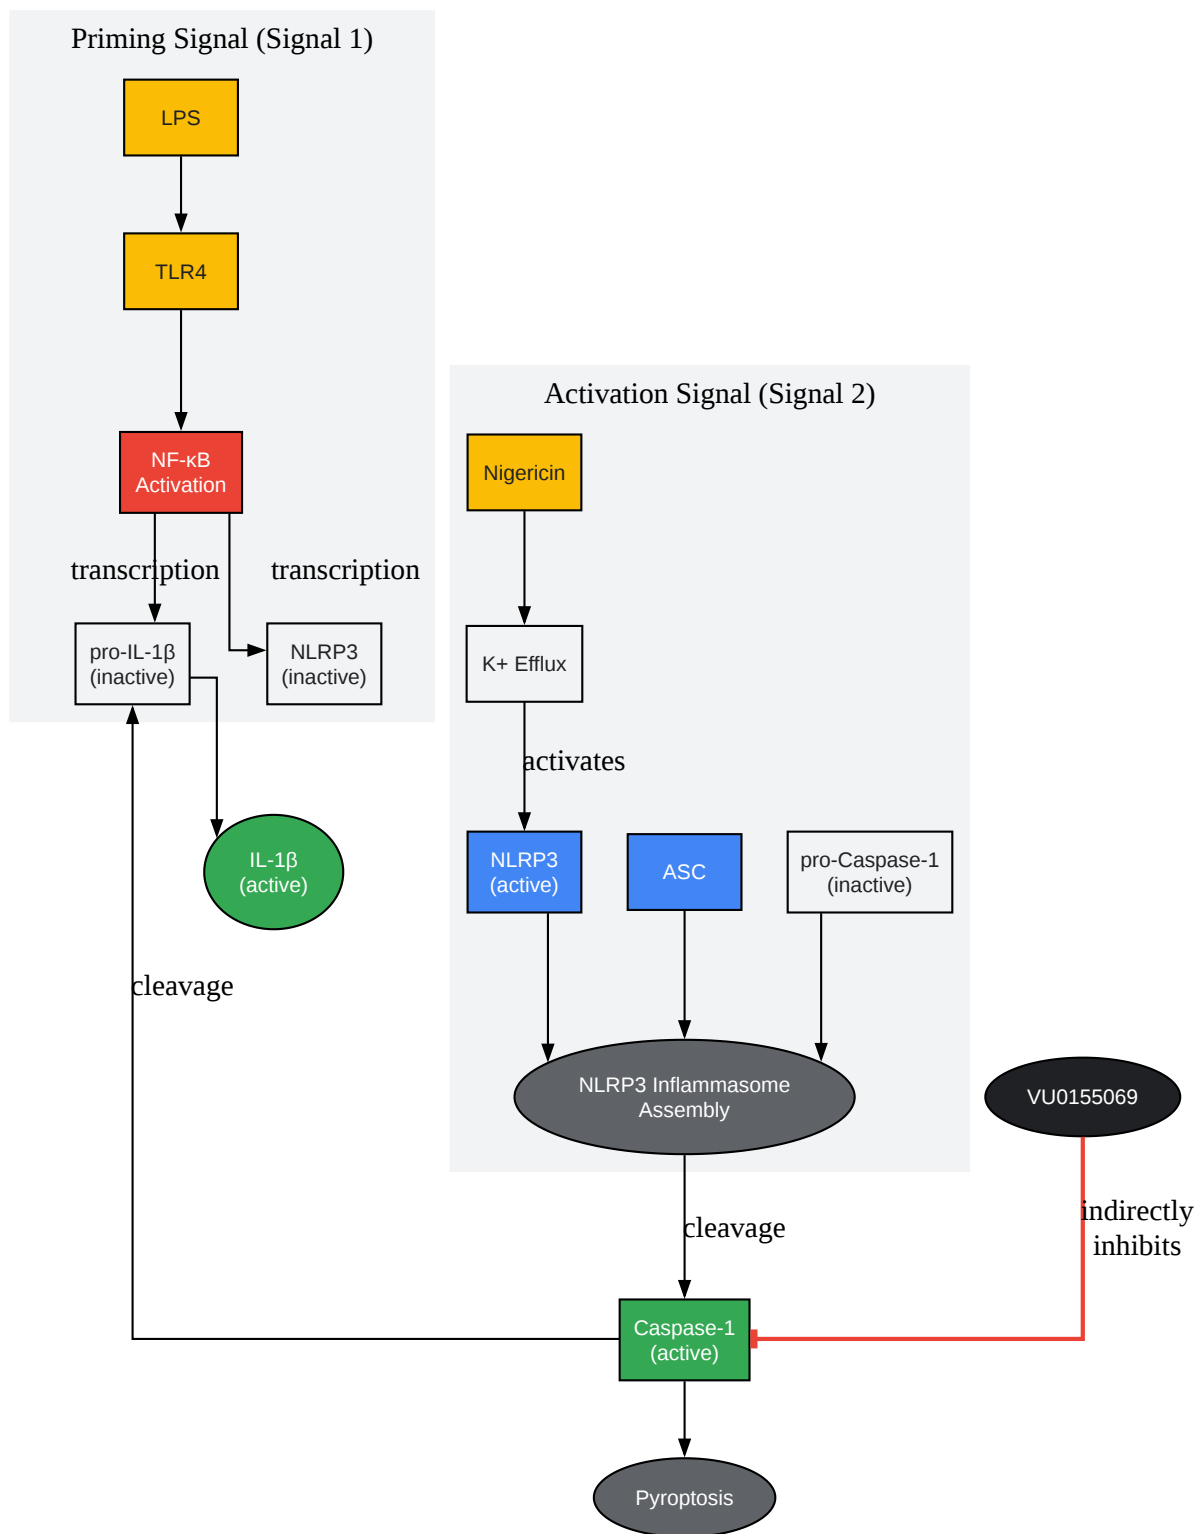 Priming Signal (Signal 1)
LPS
TLR4
NF-κB
Activation
transcription
transcription
pro-IL-1β
(inactive)
NLRP3
(inactive)
IL-1β
(active)
cleavage
Activation Signal (Signal 2)
Nigericin
K+ Efflux
activates
NLRP3
(active)
ASC
pro-Caspase-1
(inactive)
NLRP3 Inflammasome
Assembly
VU0155069
indirectly
inhibits
cleavage
Caspase-1
(active)
Pyroptosis